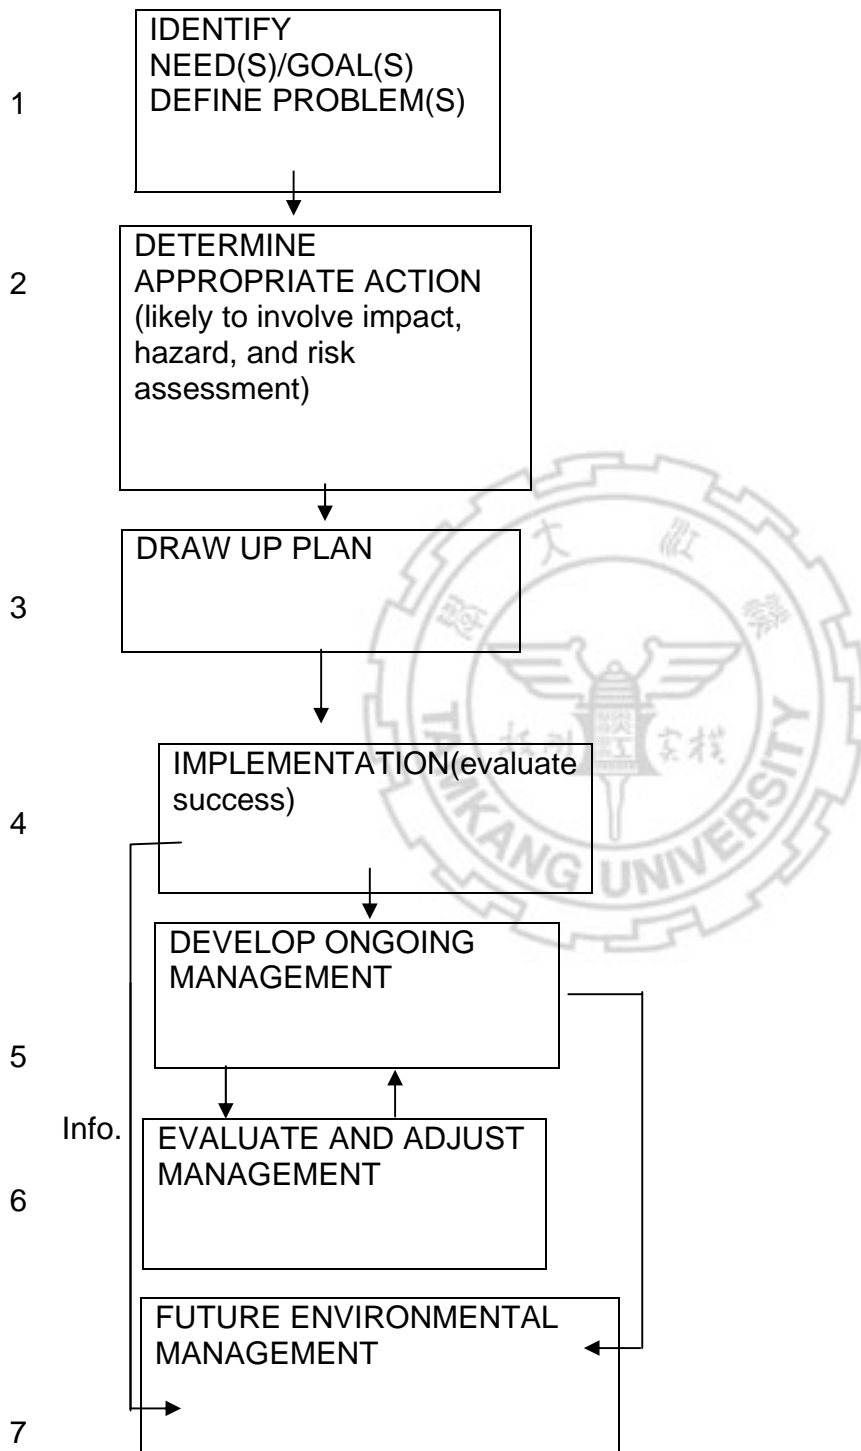 1
IDENTIFY
NEED(S)/GOAL(S)
DEFINE PROBLEM(S)
2
DETERMINE
APPROPRIATE ACTION
(likely to involve impact,
hazard, and risk
assessment)
3
DRAW UP PLAN
4
IMPLEMENTATION(evaluate
success)
5
DEVELOP ONGOING
MANAGEMENT
Info.
6
EVALUATE AND ADJUST
MANAGEMENT
7
FUTURE ENVIRONMENTAL
MANAGEMENT
TAMKANG UNIVERSITY